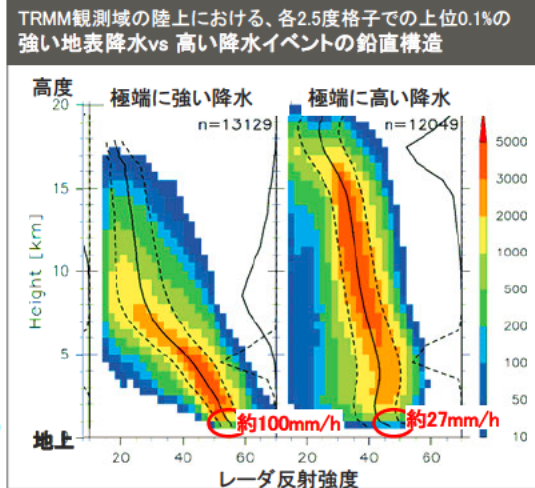 TRMM観測域の陸上における、各2.5度格子での上位0.1%の
強い地表降水vs 高い降水イベントの鉛直構造
高度
極端に強い降水
極端に高い降水
n=13129
n=12049
20
15
10
5
Height [km]
地上
約100mm/h
約27mm/h
20
40
60
20
40
60
レーダ反射強度
5000
3000
2000
1000
500
200
100
50
10